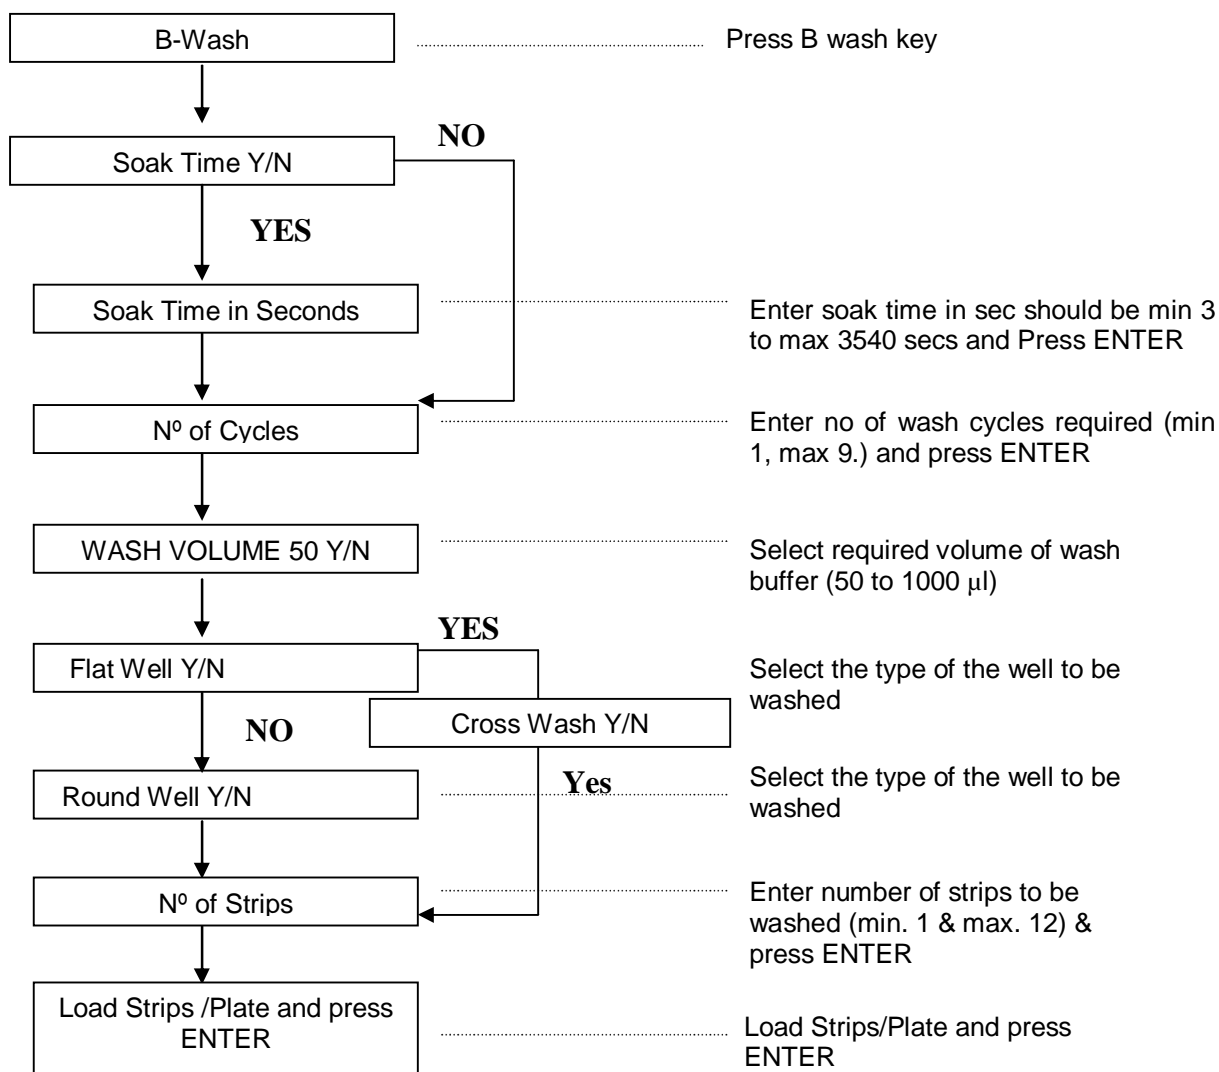 B-Wash
Press B wash key
Soak Time Y/N
NO
YES
Soak Time in Seconds
Enter soak time in sec should be min 3
to max 3540 secs and Press ENTER
Nº of Cycles
Enter no of wash cycles required (min
1, max 9.) and press ENTER
WASH VOLUME 50 Y/N
Select required volume of wash
buffer (50 to 1000 µl)
Flat Well Y/N
YES
Select the type of the well to be
washed
Cross Wash Y/N
NO
Round Well Y/N
Yes
Select the type of the well to be
washed
Nº of Strips
Enter number of strips to be
washed (min. 1 & max. 12) &
press ENTER
Load Strips /Plate and press
ENTER
Load Strips/Plate and press
ENTER